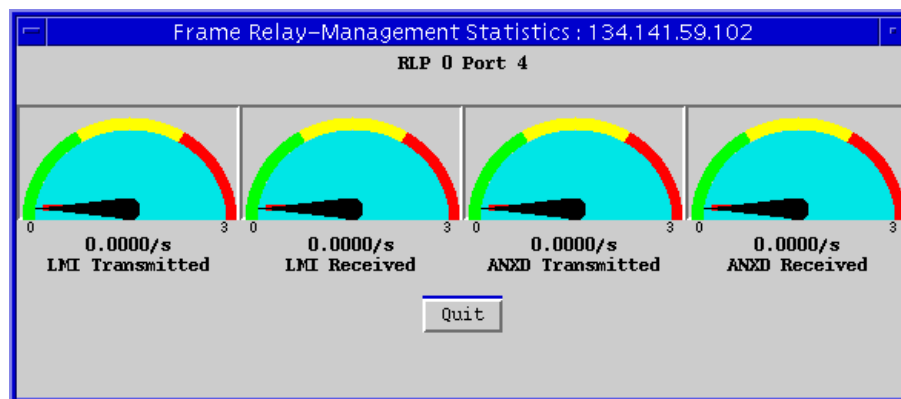 Frame Relay-Management Statistics : 134.141.59.102
RLP 0 Port 4
0 3 0 3 0 3 0 3
0.0000/s 0.0000/s 0.0000/s 0.0000/s
LMI Transmitted LMI Received ANXD Transmitted ANXD Received
Quit